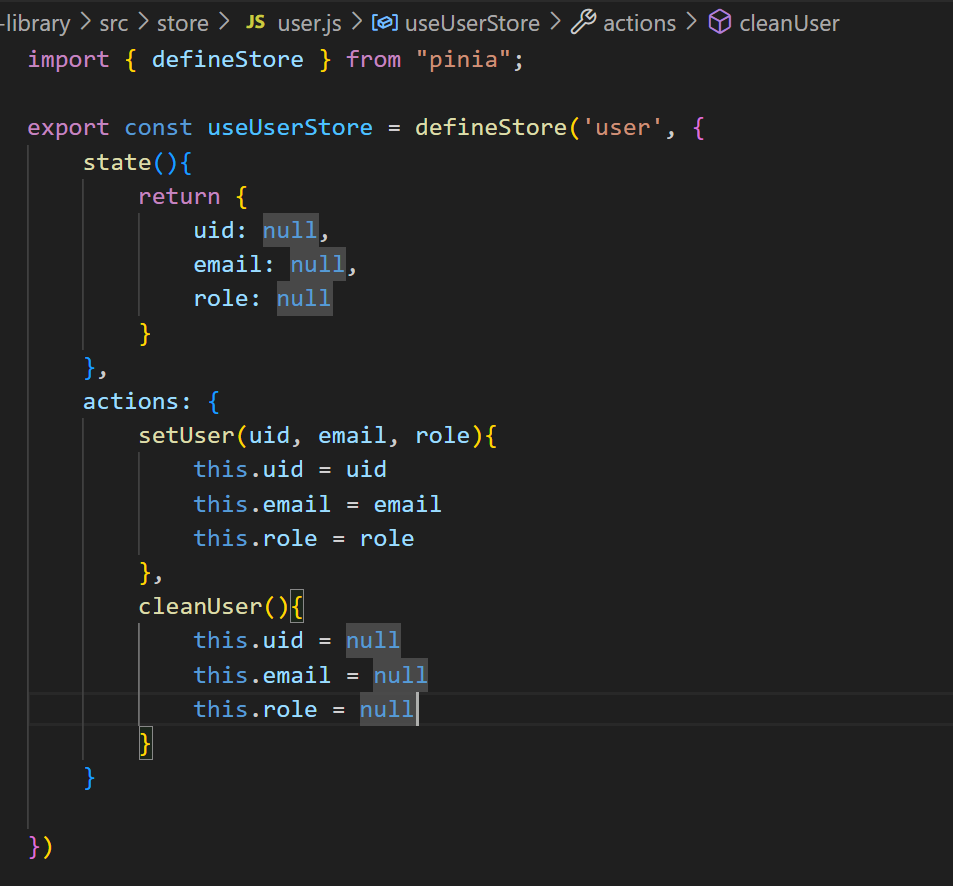 -library > src > store > JS user.js > useUserStore > actions > cleanUser
import { defineStore } from "pinia";
export const useUserStore = defineStore('user', {
    state(){
        return {
            uid: null,
            email: null,
            role: null
        }
    },
    actions: {
        setUser(uid, email, role){
            this.uid = uid
            this.email = email
            this.role = role
        },
        cleanUser(){
            this.uid = null
            this.email = null
            this.role = null
        }
    }
})